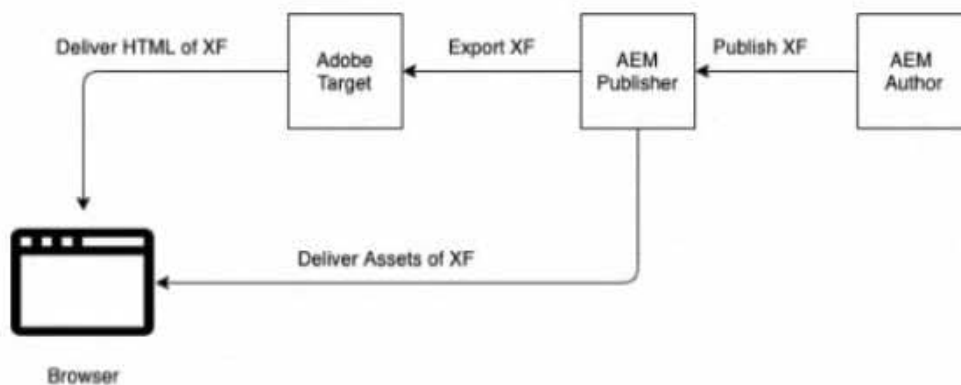 Deliver HTML of XF
Adobe
Target
Export XF
AEM
Publisher
Publish XF
AEM
Author
Deliver Assets of XF
Browser